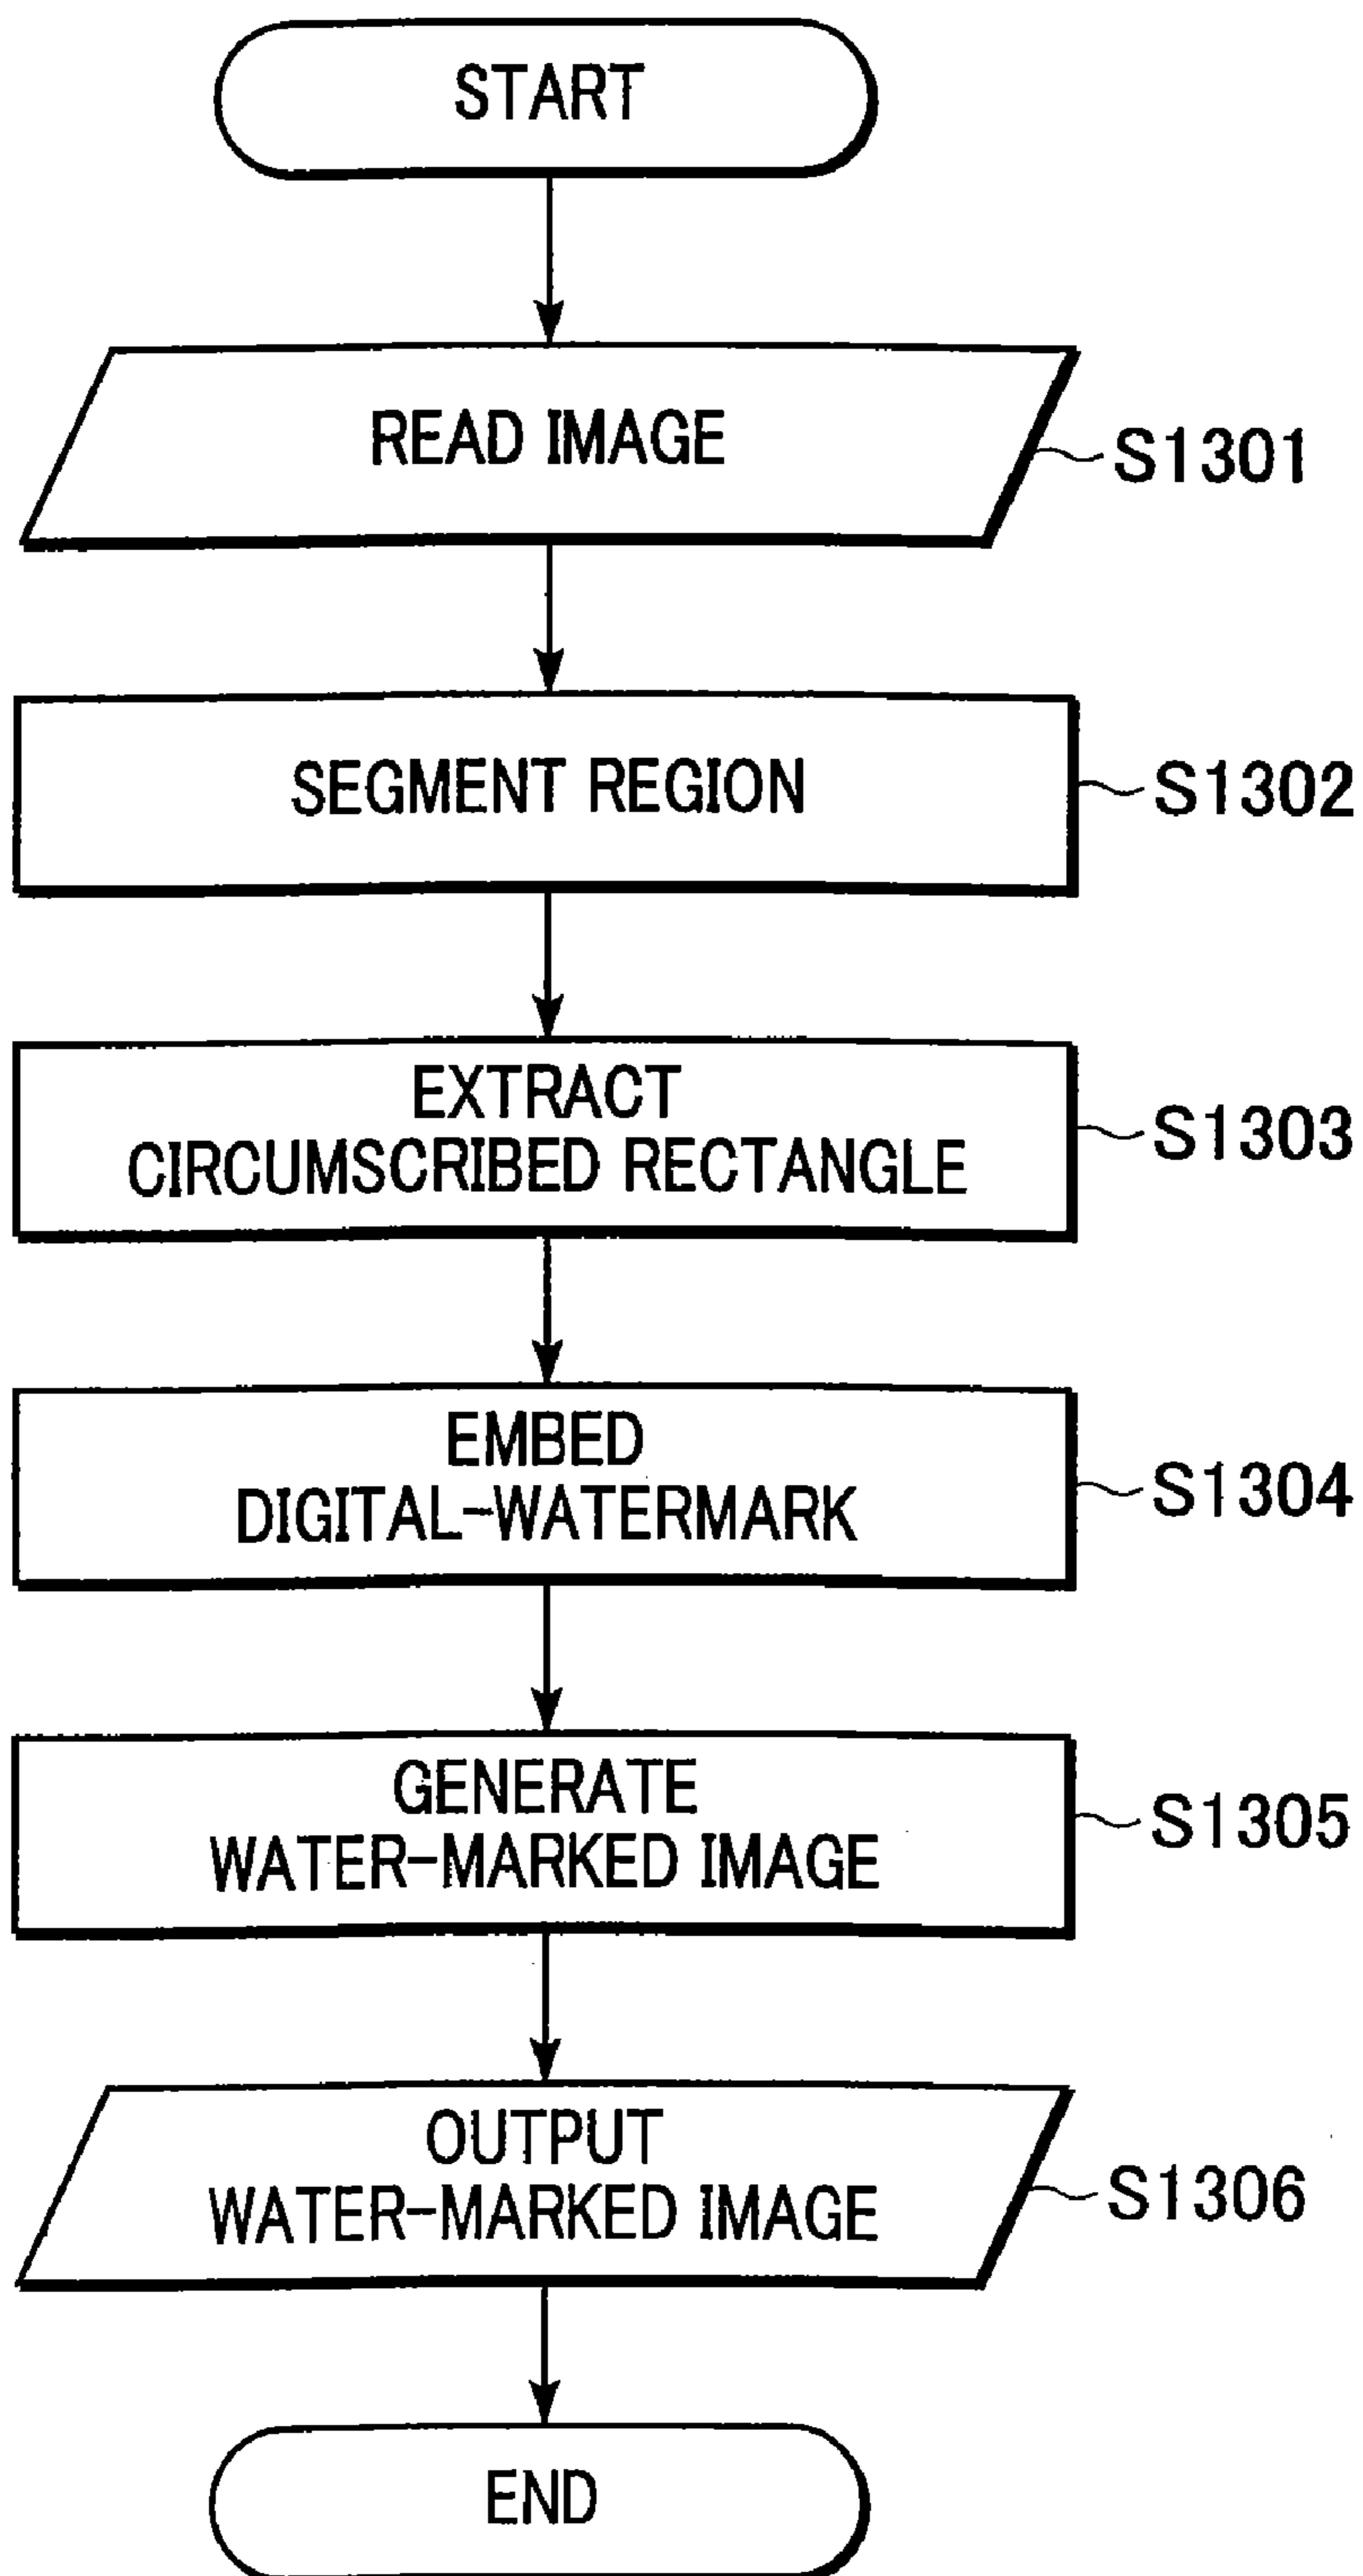 START
READ IMAGE
S1301
SEGMENT REGION
S1302
EXTRACT
CIRCUMSCRIBED RECTANGLE
S1303
EMBED
DIGITAL-WATERMARK
S1304
GENERATE
WATER-MARKED IMAGE
S1305
OUTPUT
WATER-MARKED IMAGE
S1306
END